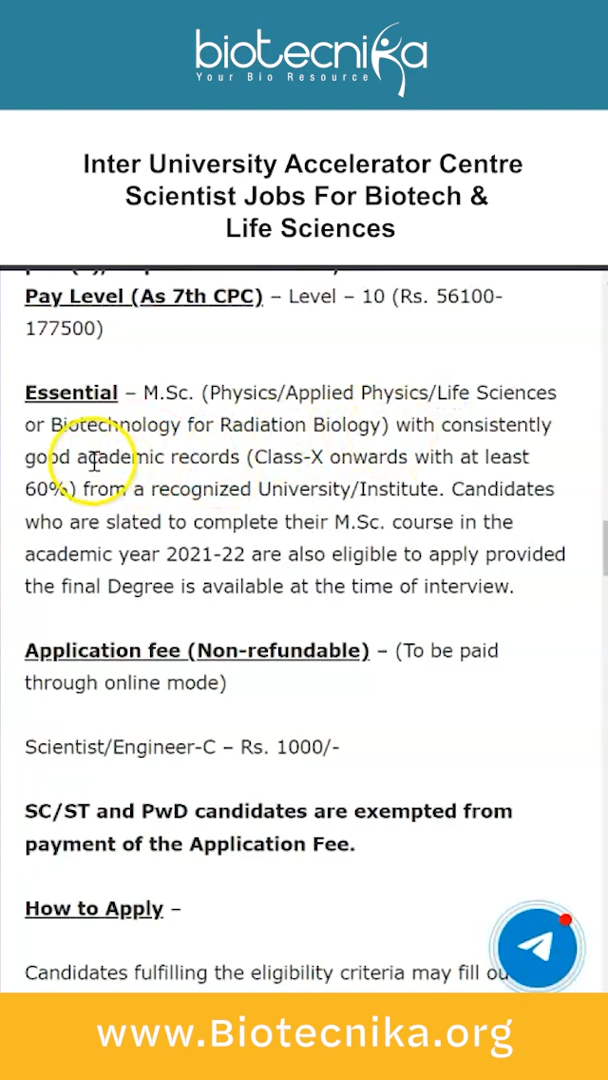 biotecnika
Your Bio Resource
Inter University Accelerator Centre
Scientist Jobs For Biotech &
Life Sciences
Pay Level (As 7th CPC) – Level – 10 (Rs. 56100-
177500)
Essential – M.Sc. (Physics/Applied Physics/Life Sciences
or Biotechnology for Radiation Biology) with consistently
good academic records (Class-X onwards with at least
60%) from a recognized University/Institute. Candidates
who are slated to complete their M.Sc. course in the
academic year 2021-22 are also eligible to apply provided
the final Degree is available at the time of interview.
Application fee (Non-refundable) – (To be paid
through online mode)
Scientist/Engineer-C – Rs. 1000/-
SC/ST and PwD candidates are exempted from
payment of the Application Fee.
How to Apply –
Candidates fulfilling the eligibility criteria may fill
www.Biotecnika.org